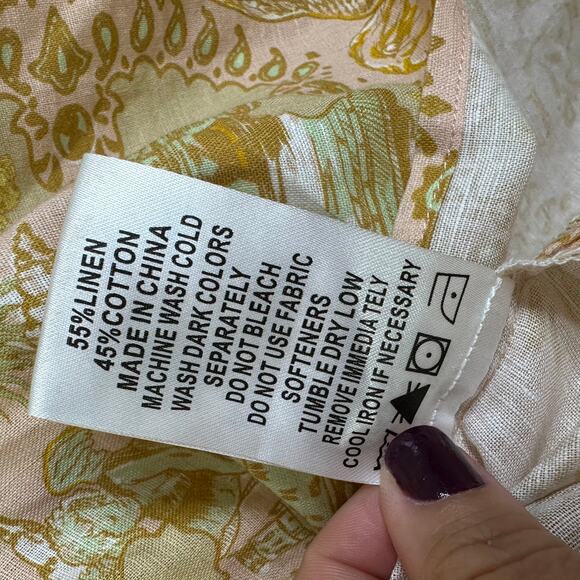 55%LINEN
45%COTTON
MADE IN CHINA
MACHINE WASH COLD
WASH DARK COLORS
SEPARATELY
DO NOT BLEACH
DO NOT USE FABRIC
SOFTENERS
TUMBLE DRY LOW
REMOVE IMMEDIATELY
COOL IRON IF NECESSARY